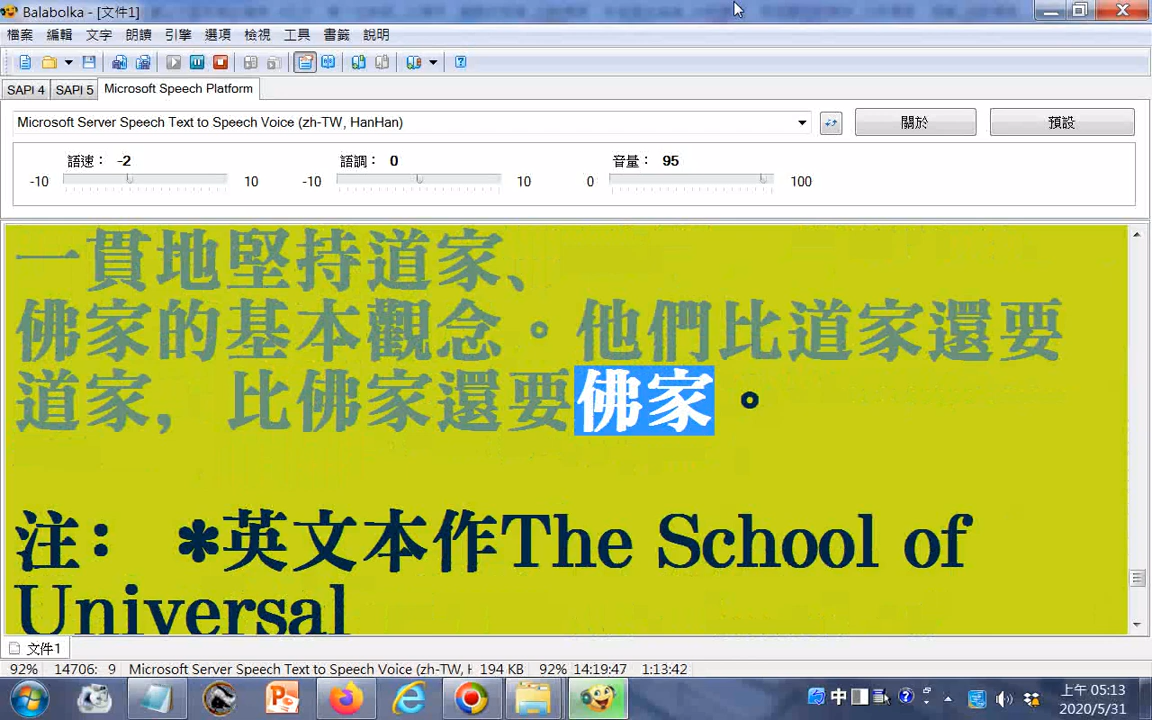 Balabolka - [文件1]
檔案 編輯 文字 朗讀 引擎 選項 檢視 工具 書籤 說明
SAPI 4 SAPI 5 Microsoft Speech Platform
Microsoft Server Speech Text to Speech Voice (zh-TW, HanHan) 關於 預設
語速： -2 語調： 0 音量： 95
-10 10 -10 10 0 100
一貫地堅持道家、
佛家的基本觀念。他們比道家還要
道家，比佛家還要佛家。
注： *英文本作The School of
Universal
文件1
92% 14706: 9 Microsoft Server Speech Text to Speech Voice (zh-TW, H 194 KB 92% 14:19:47 1:13:42
中
上午 05:13
2020/5/31